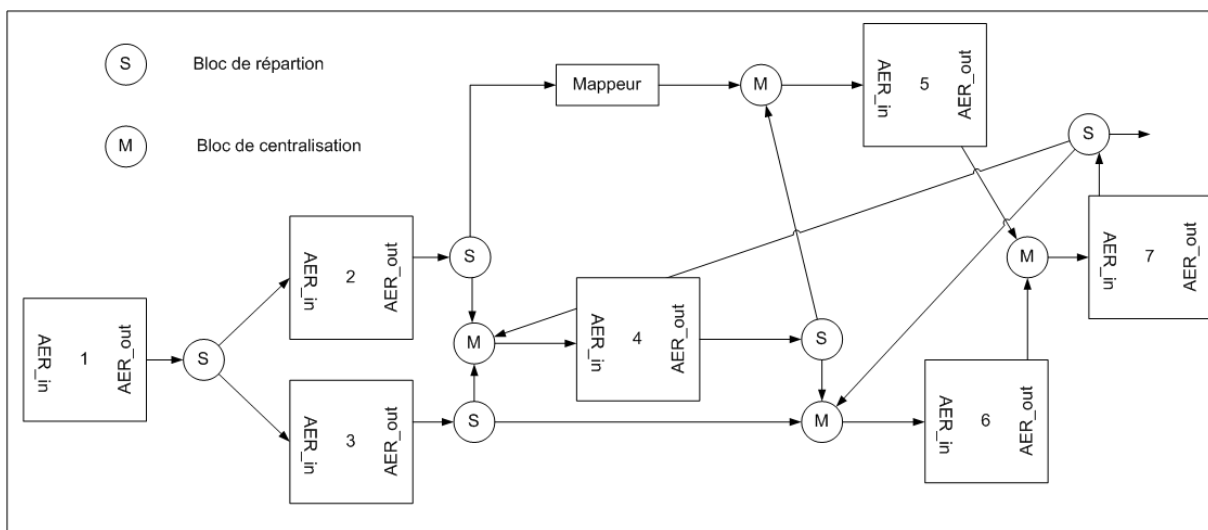 S
Bloc de répartion
M
Bloc de centralisation
Mappeur
M
AER_in
5
AER_out
S
AER_in
2
AER_out
S
M
AER_in
7
AER_out
AER_in
1
AER_out
S
M
AER_in
4
AER_out
S
AER_in
3
AER_out
S
M
AER_in
6
AER_out